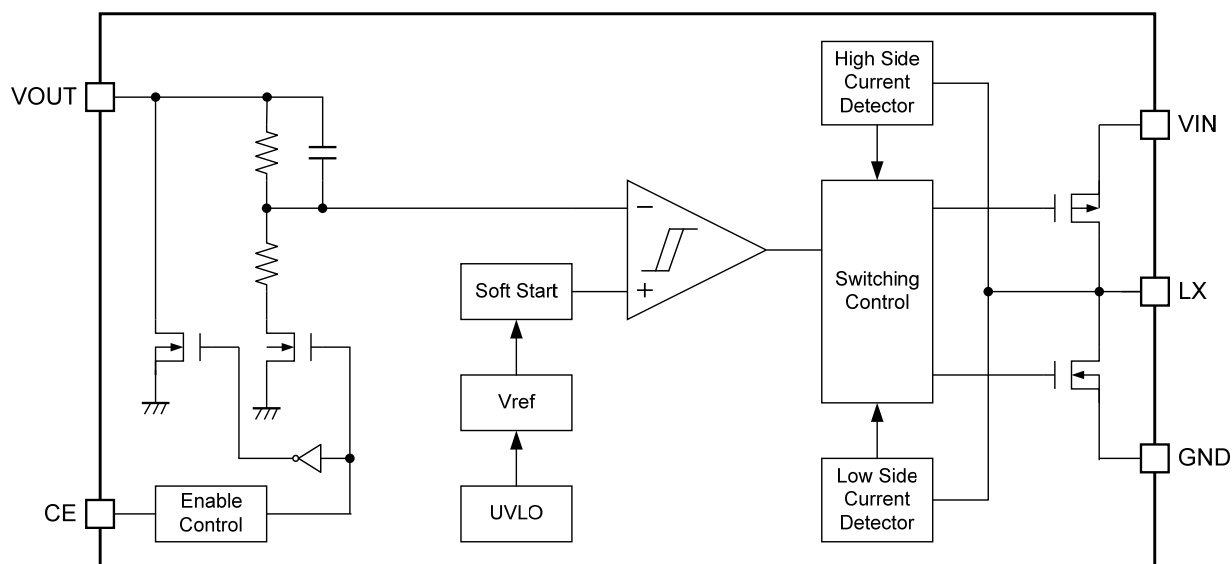 High Side
Current
Detector
VOUT
VIN
−
Soft Start
+
Switching
Control
LX
Vref
GND
Enable
Control
CE
UVLO
Low Side
Current
Detector